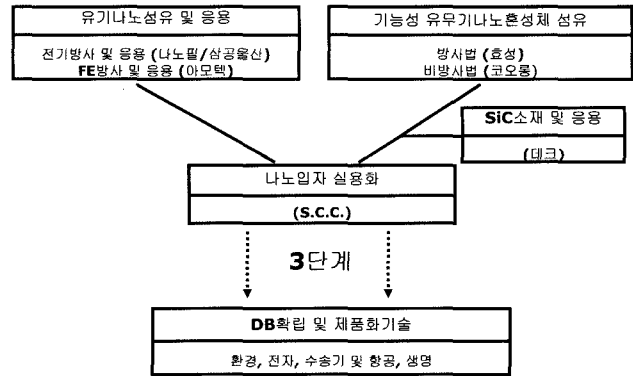 유기나노섬유 및 응용
전기방사 및 응용 (나노필/삼공물산)
FE방사 및 응용 (아모텍)
기능성 유무기나노혼성체 섬유
방사법 (효성)
비방사법 (코오롱)
SiC소재 및 응용
(데크)
나노입자 실용화
(S.C.C.)
3단계
DB확립 및 제품화기술
환경, 전자, 수송기 및 항공, 생명